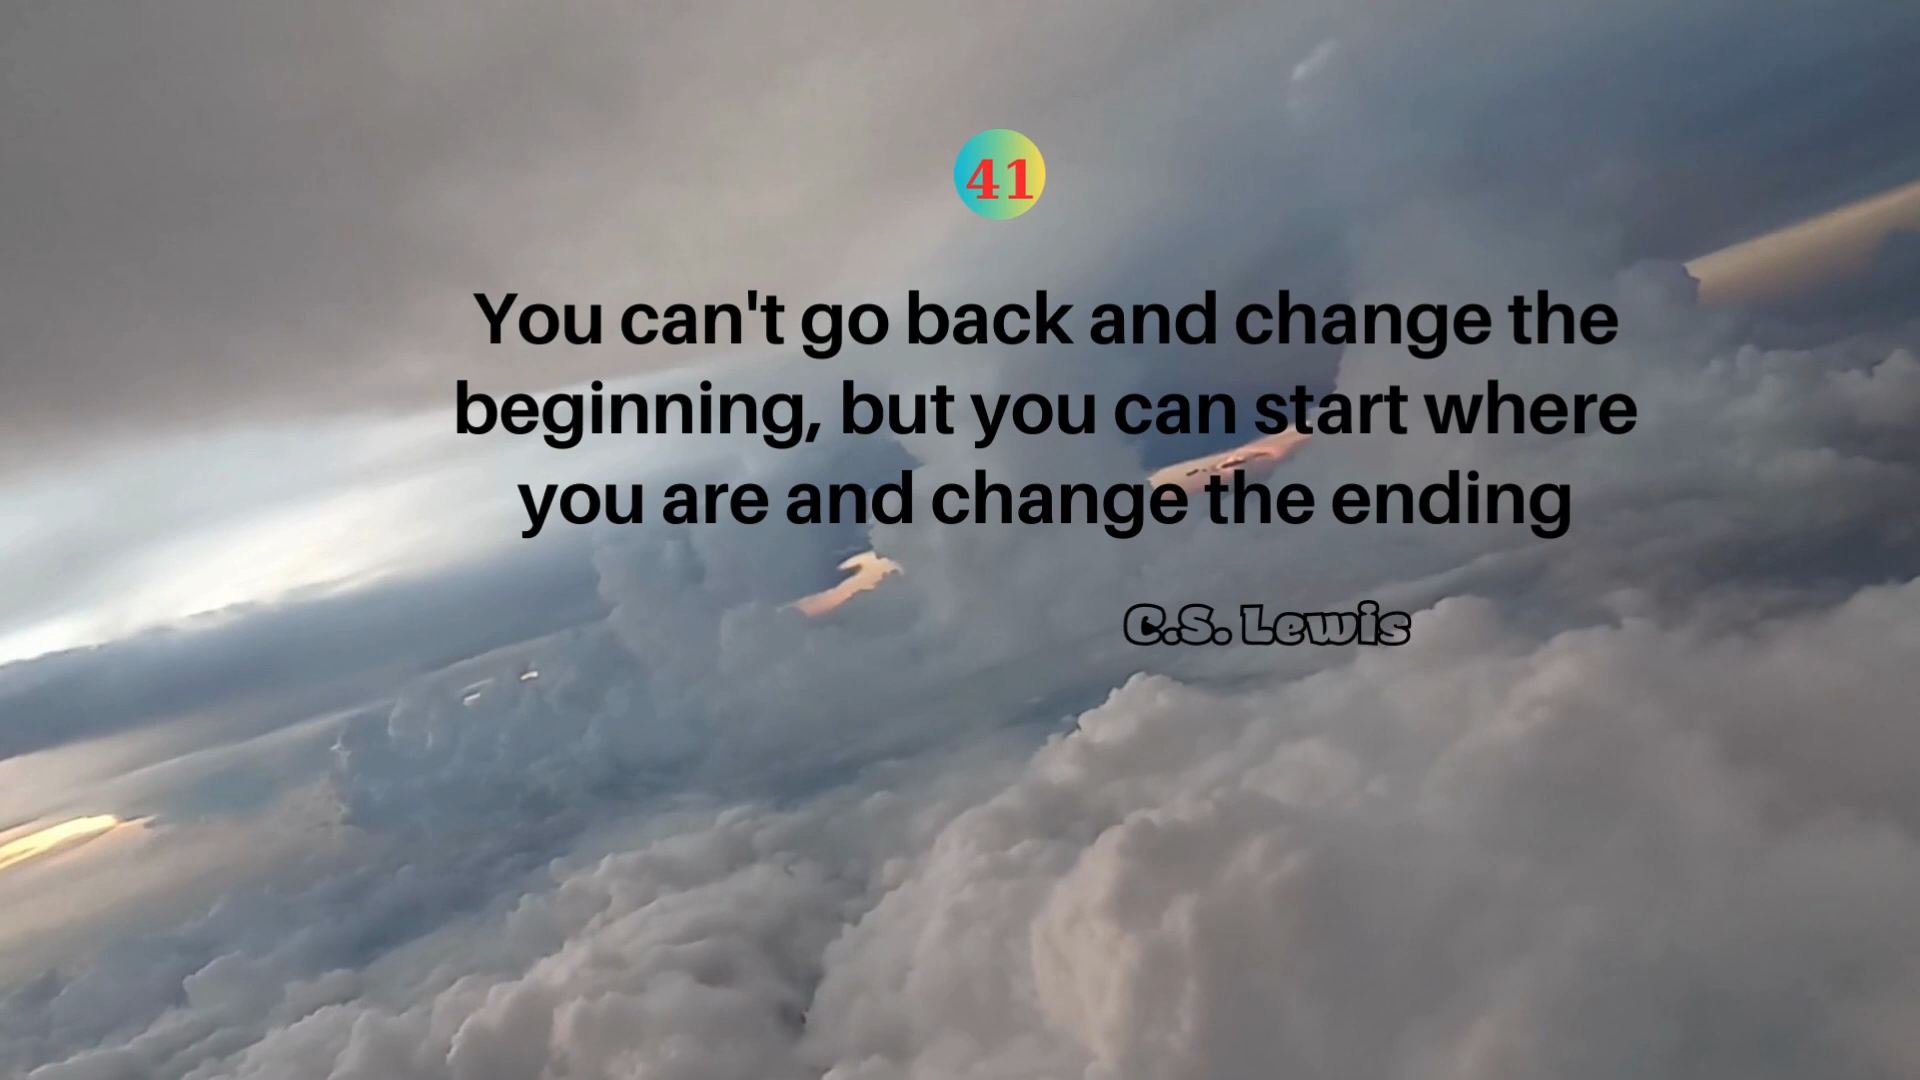 41
You can't go back and change the
beginning, but you can start where
you are and change the ending
C.S. Lewis